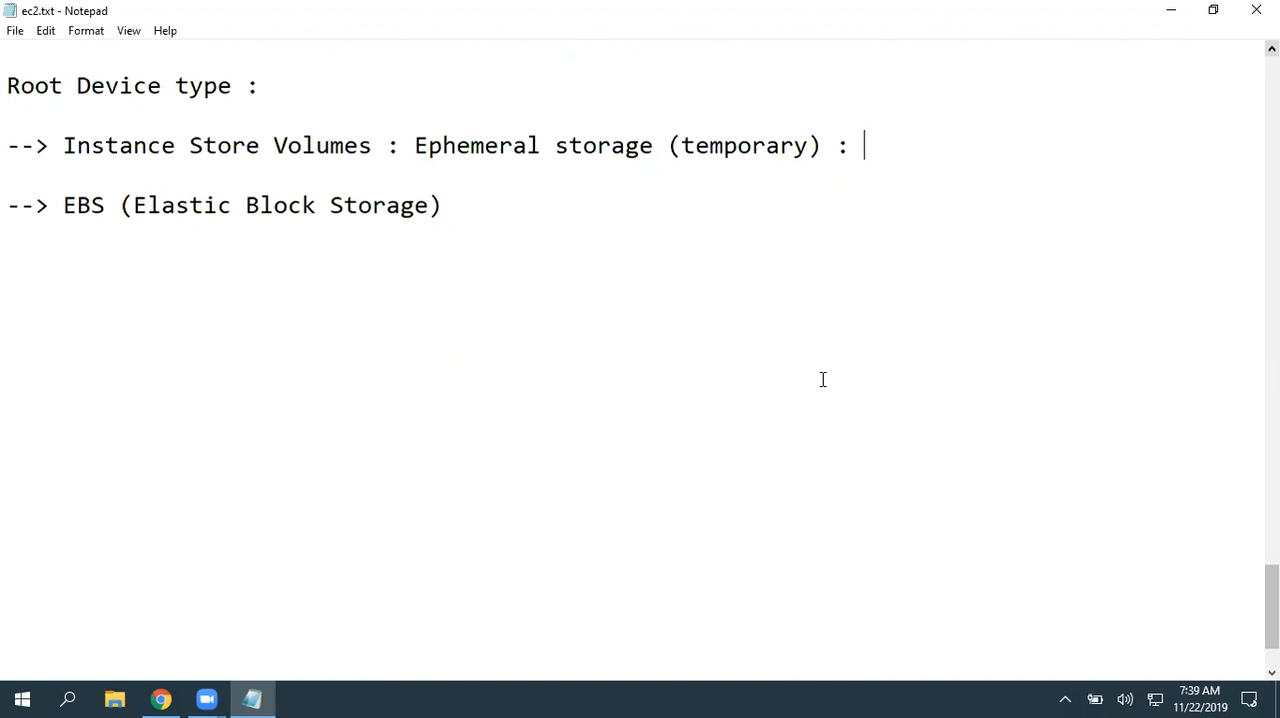 ec2.txt - Notepad
File Edit Format View Help
Root Device type :
--> Instance Store Volumes : Ephemeral storage (temporary) :
--> EBS (Elastic Block Storage)
7:39 AM
11/22/2019